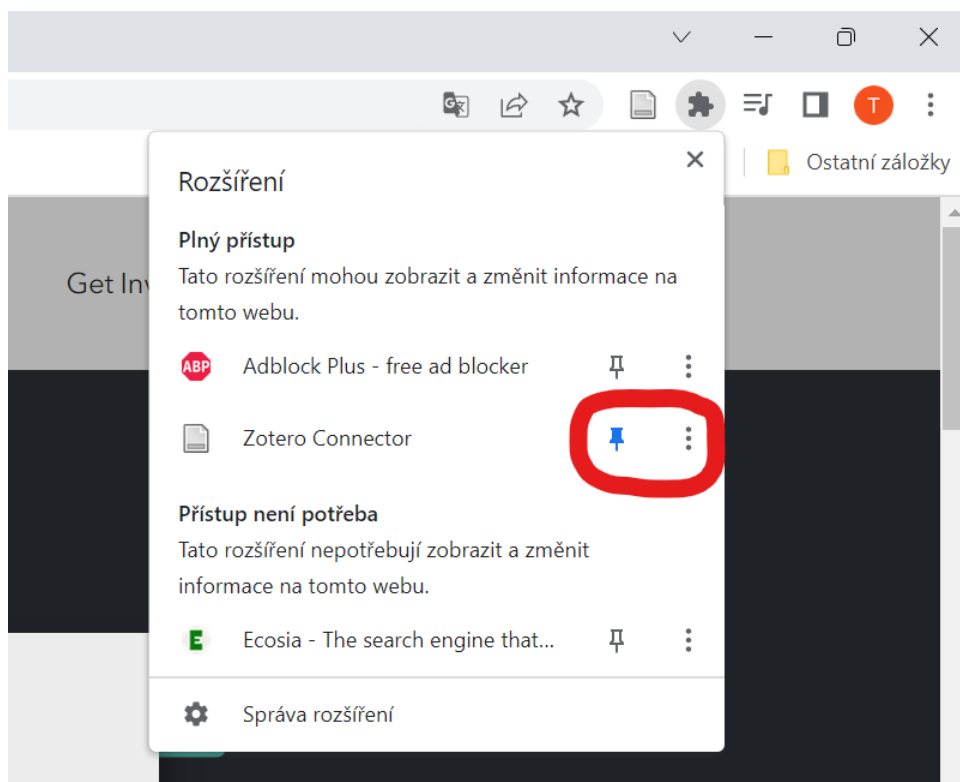 T
Ostatní záložky
Rozšíření
Get Inv
Plný přístup
Tato rozšíření mohou zobrazit a změnit informace na
tomto webu.
ABP Adblock Plus - free ad blocker
Zotero Connector
Přístup není potřeba
Tato rozšíření nepotřebují zobrazit a změnit
informace na tomto webu.
E Ecosia - The search engine that...
Správa rozšíření